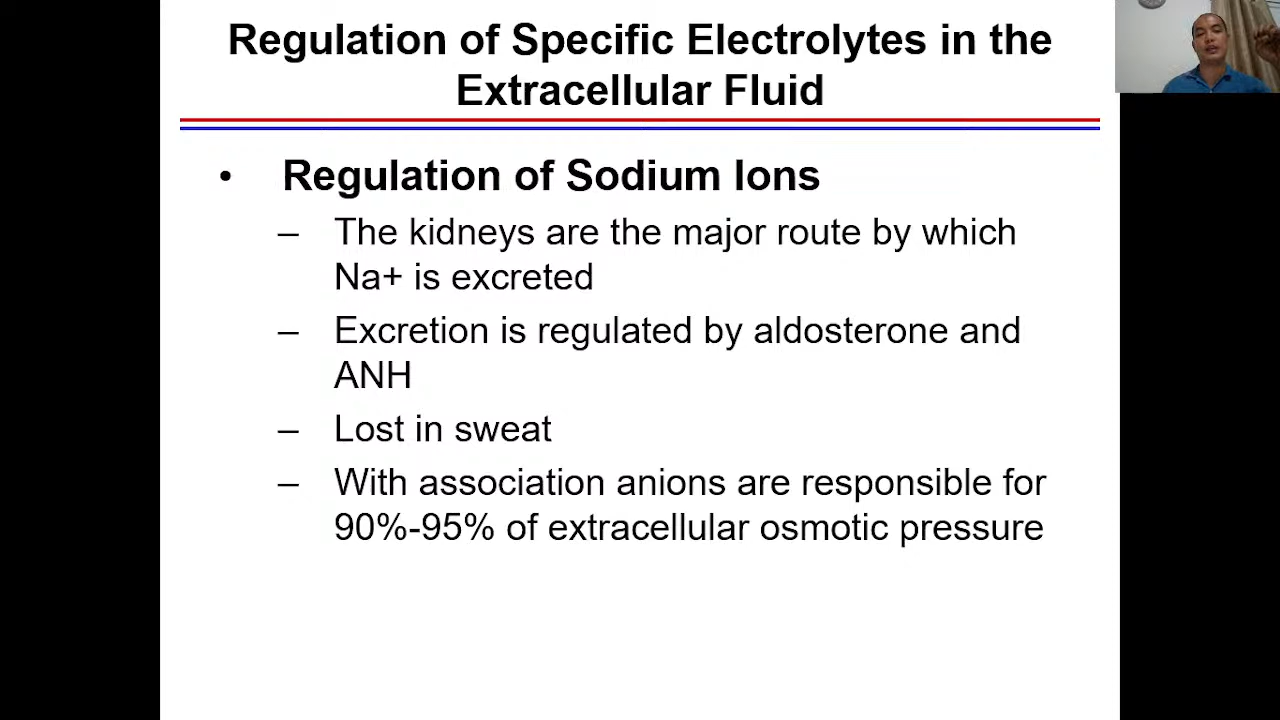 Regulation of Specific Electrolytes in the
Extracellular Fluid
• Regulation of Sodium Ions
– The kidneys are the major route by which
Na+ is excreted
– Excretion is regulated by aldosterone and
ANH
– Lost in sweat
– With association anions are responsible for
90%-95% of extracellular osmotic pressure